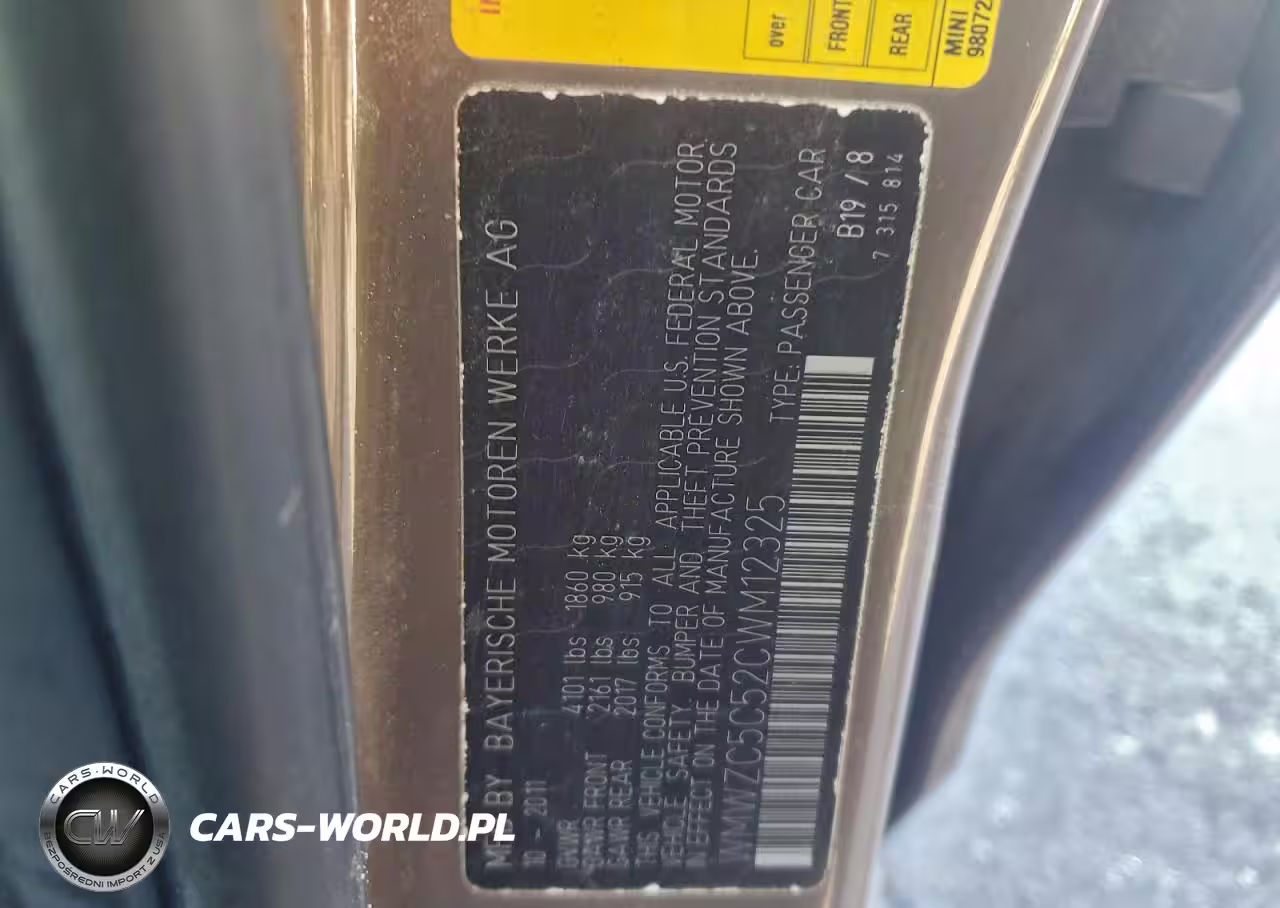 over
FRONT
REAR
MINI
98072
MFD BY BAYERISCHE MOTOREN WERKE AG
10 - 2011
GVWR 4101 lbs 1860 kg
GAWR FRONT 2161 lbs 980 kg
GAWR REAR 2017 lbs 915 kg
THIS VEHICLE CONFORMS TO ALL APPLICABLE U.S. FEDERAL MOTOR
VEHICLE SAFETY, BUMPER AND THEFT PREVENTION STANDARDS
IN EFFECT ON THE DATE OF MANUFACTURE SHOWN ABOVE.
WMWZC5C52CWM12325 TYPE: PASSENGER CAR
B19 / 8
7 315 814
CARS-WORLD
CW
BEZPOŚREDNI IMPORT Z USA
CARS-WORLD.PL